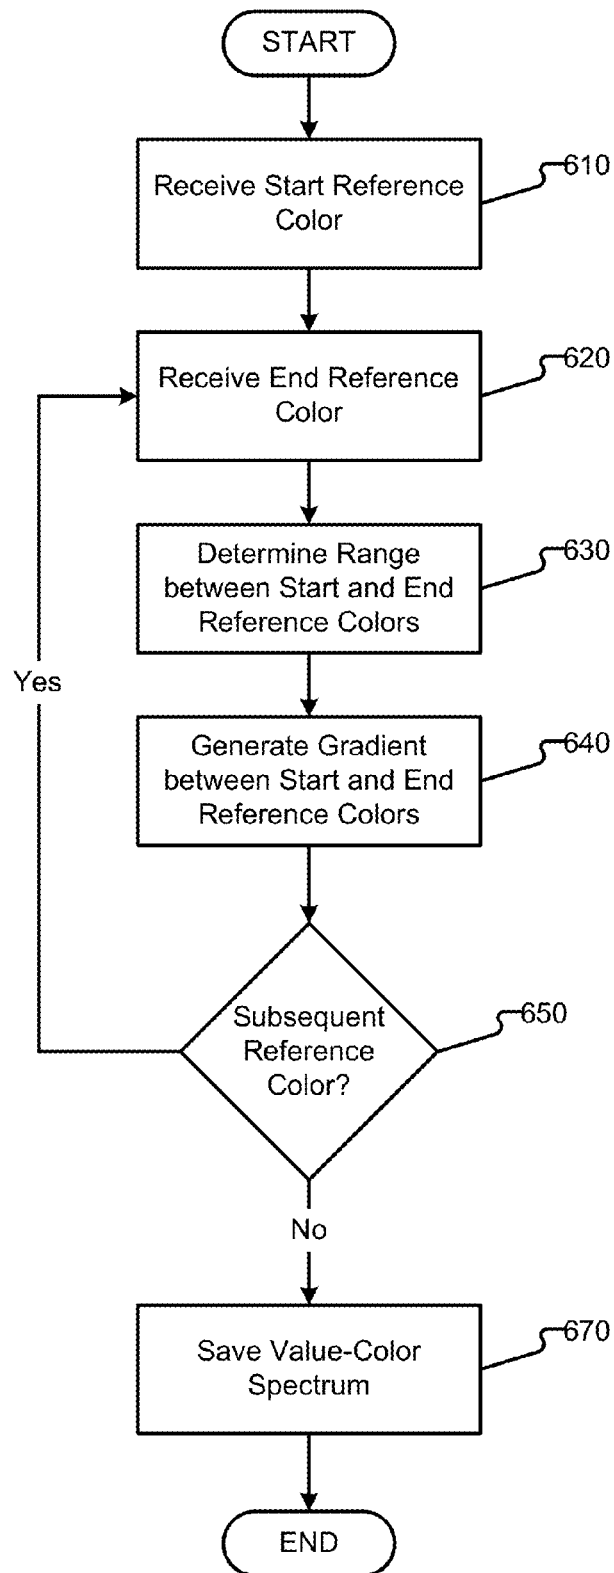 START
Receive Start Reference
Color
610
Receive End Reference
Color
620
Determine Range
between Start and End
Reference Colors
630
Yes
Generate Gradient
between Start and End
Reference Colors
640
Subsequent
Reference
Color?
650
No
Save Value-Color
Spectrum
670
END